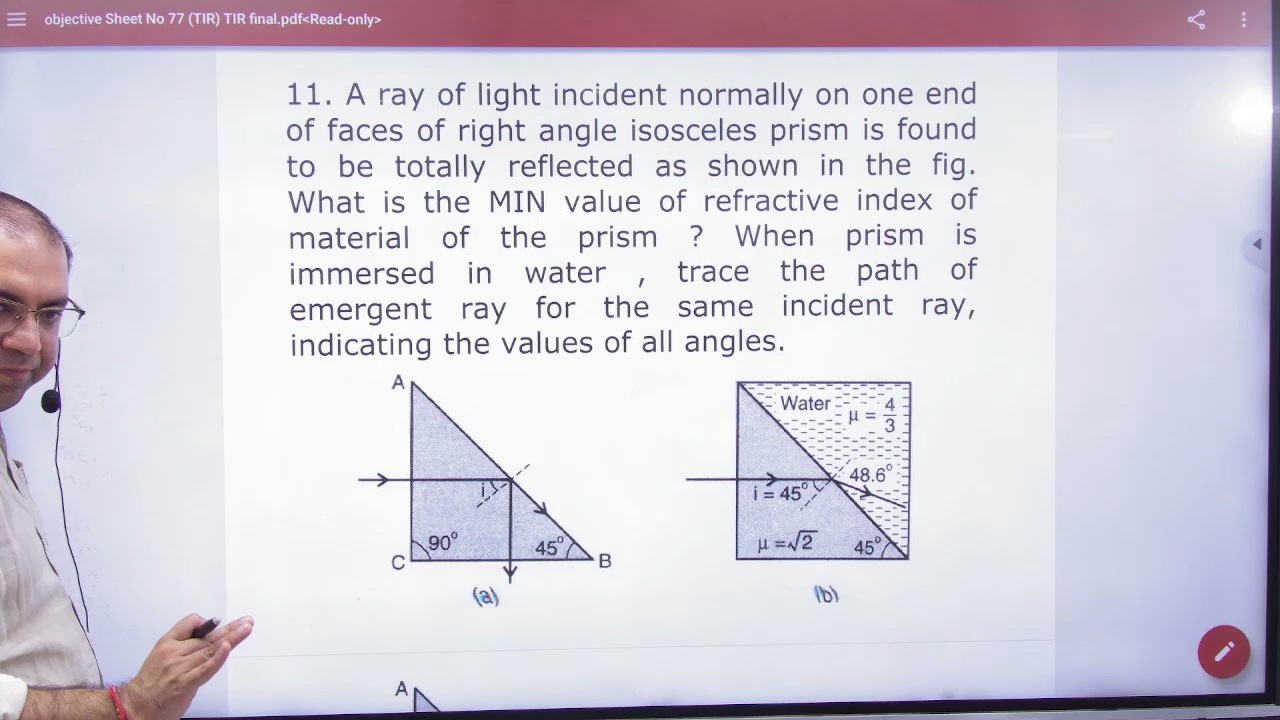 objective Sheet No 77 (TIR) TIR final.pdf<Read-only>
11. A ray of light incident normally on one end
of faces of right angle isosceles prism is found
to be totally reflected as shown in the fig.
What is the MIN value of refractive index of
material of the prism ? When prism is
immersed in water , trace the path of
emergent ray for the same incident ray,
indicating the values of all angles.
A
i
90°
45°
C
B
(a)
Water
μ = 4/3
48.6°
i = 45°
μ =√2
45°
(b)
A